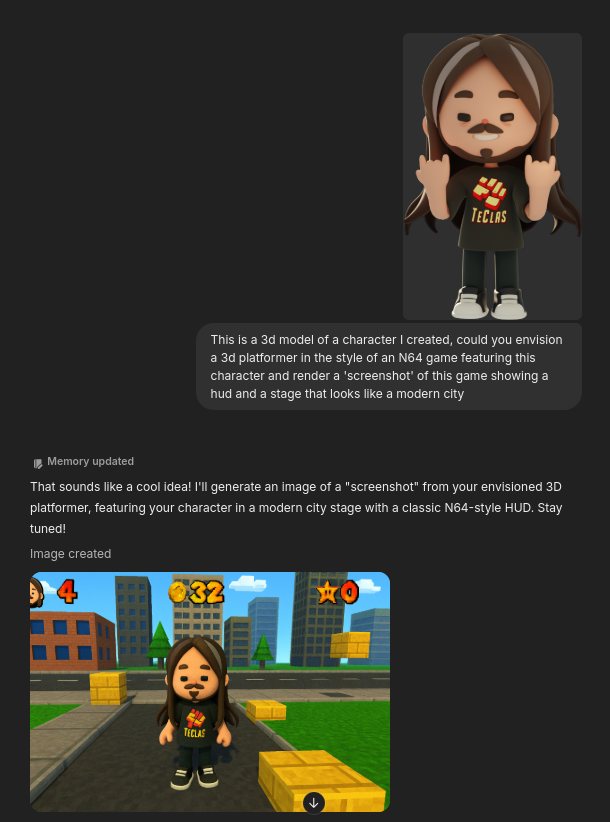 TECLAS
This is a 3d model of a character I created, could you envision
a 3d platformer in the style of an N64 game featuring this
character and render a 'screenshot' of this game showing a
hud and a stage that looks like a modern city
Memory updated
That sounds like a cool idea! I'll generate an image of a "screenshot" from your envisioned 3D
platformer, featuring your character in a modern city stage with a classic N64-style HUD. Stay
tuned!
Image created
4 32 0
TECLAS